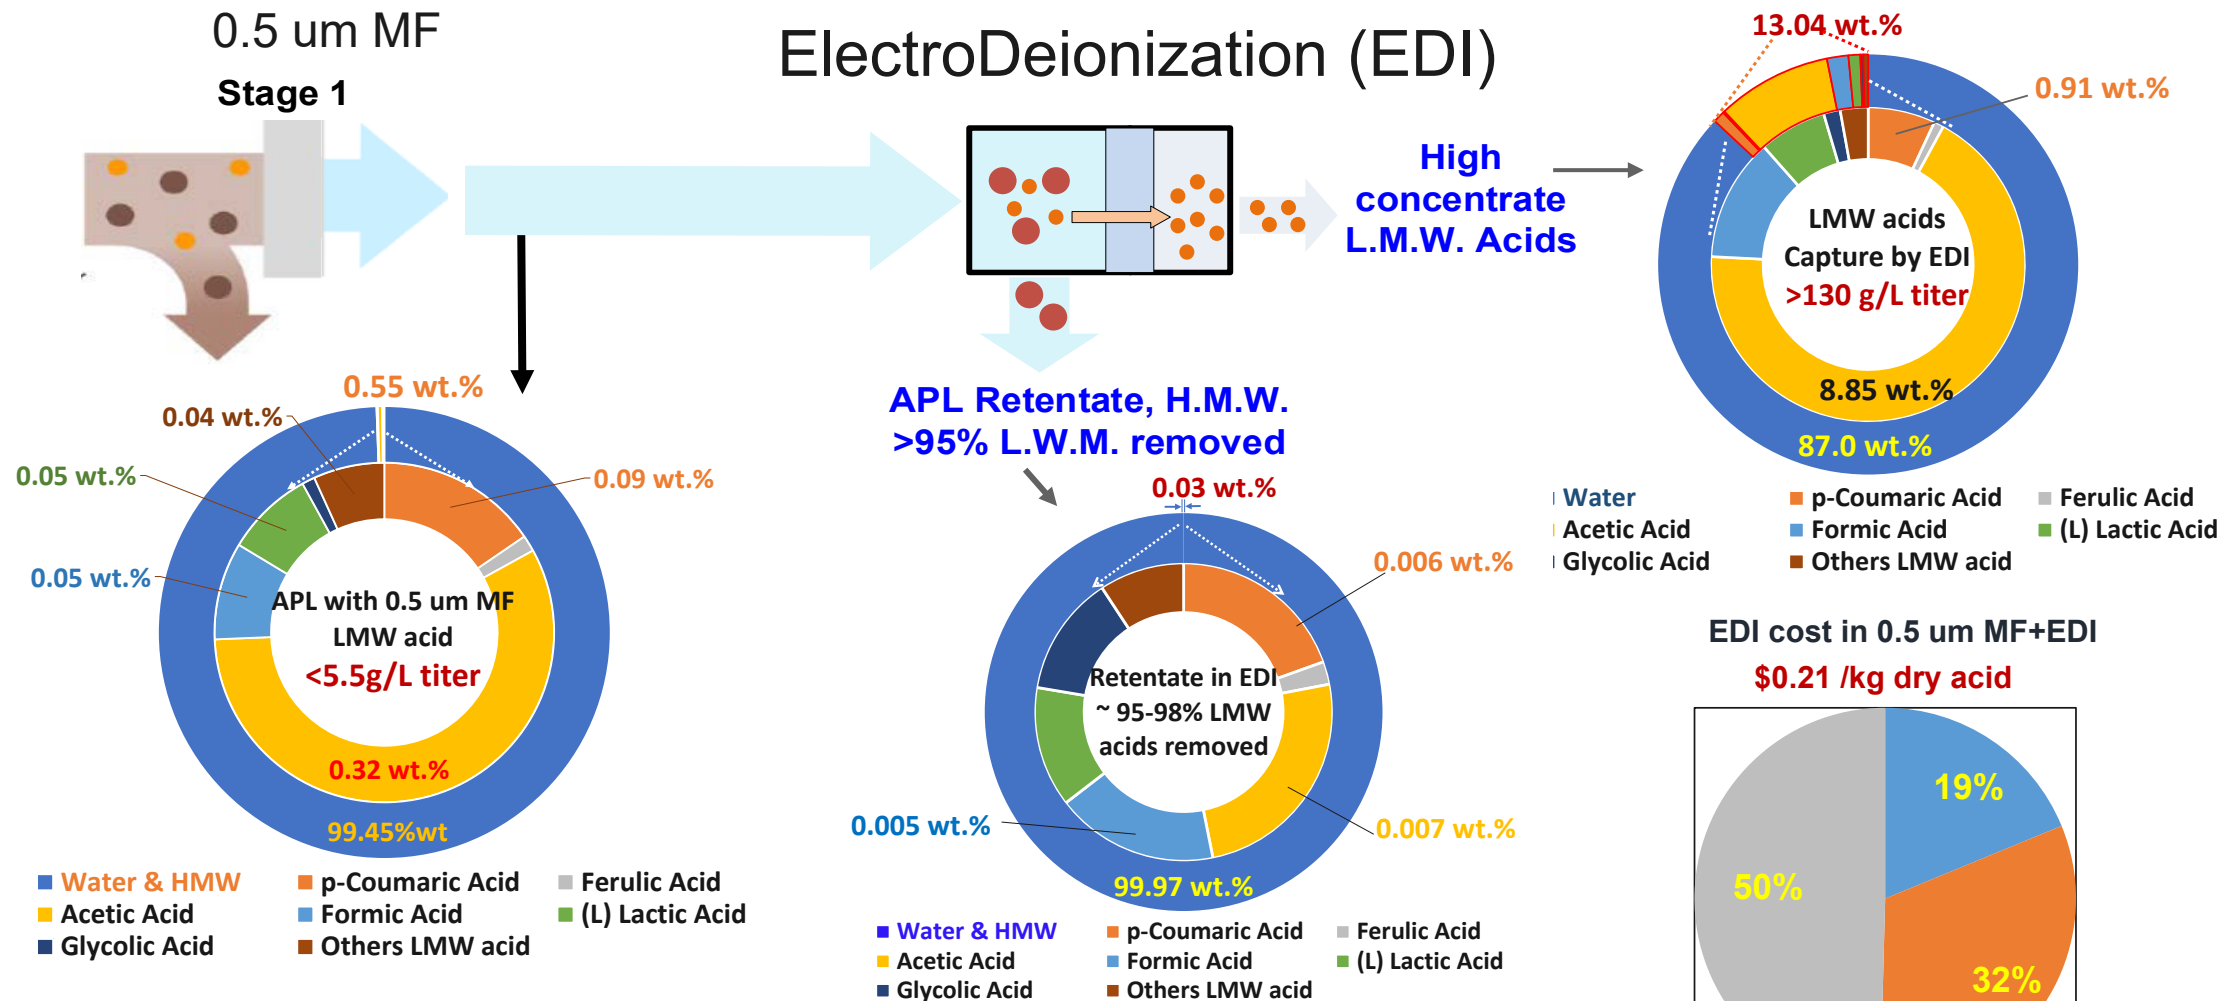 0.5 um MF
Stage 1
ElectroDeionization (EDI)
13.04 wt.%
0.91 wt.%
High
concentrate
L.M.W. Acids
LMW acids
Capture by EDI
>130 g/L titer
8.85 wt.%
87.0 wt.%
Water
p-Coumaric Acid
Ferulic Acid
Acetic Acid
Formic Acid
(L) Lactic Acid
Glycolic Acid
Others LMW acid
0.55 wt.%
0.04 wt.%
0.05 wt.%
0.09 wt.%
0.05 wt.%
APL with 0.5 um MF
LMW acid
<5.5g/L titer
0.32 wt.%
99.45%wt
Water & HMW
p-Coumaric Acid
Ferulic Acid
Acetic Acid
Formic Acid
(L) Lactic Acid
Glycolic Acid
Others LMW acid
APL Retentate, H.M.W.
>95% L.W.M. removed
0.03 wt.%
0.006 wt.%
Retentate in EDI
~ 95-98% LMW
acids removed
0.005 wt.%
0.007 wt.%
99.97 wt.%
Water & HMW
p-Coumaric Acid
Ferulic Acid
Acetic Acid
Formic Acid
(L) Lactic Acid
Glycolic Acid
Others LMW acid
EDI cost in 0.5 um MF+EDI
$0.21 /kg dry acid
19%
50%
32%